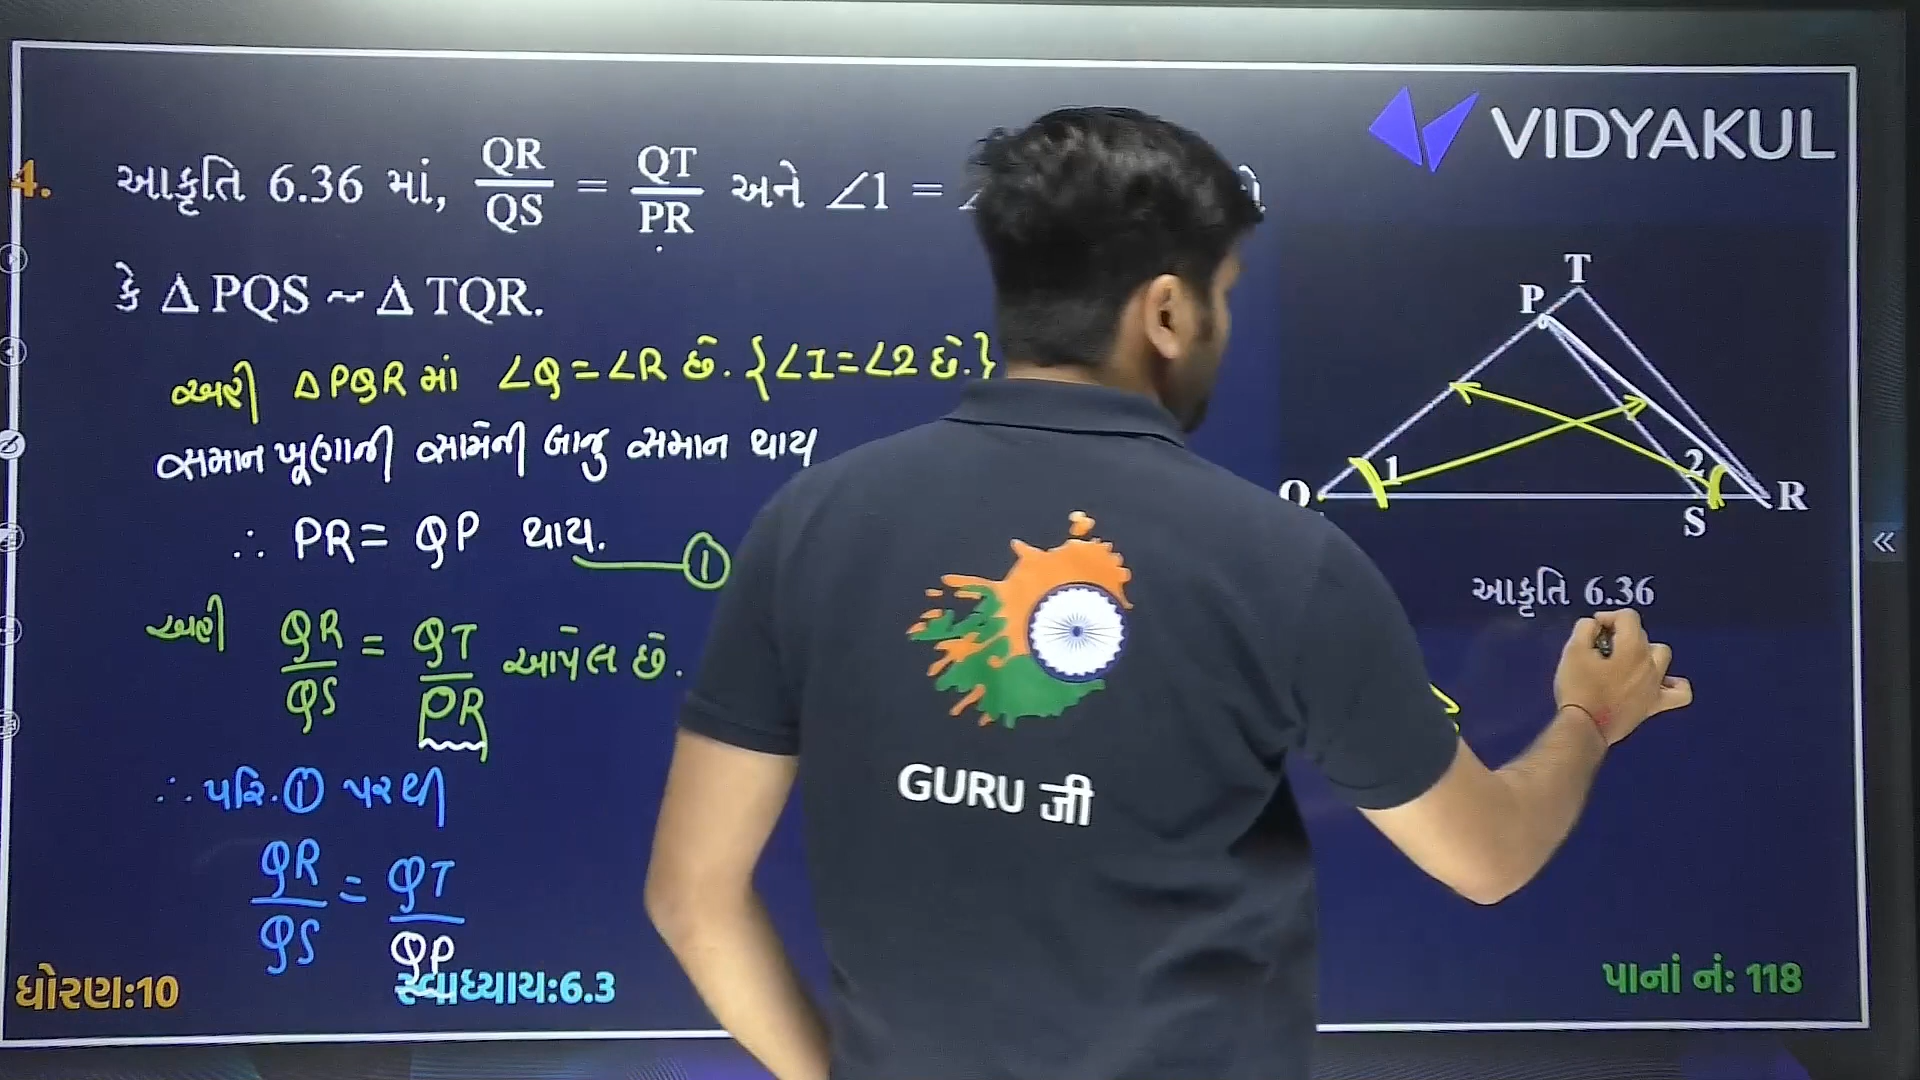 VIDYAKUL
4. આકૃતિ 6.36 માં, QR/QS = QT/PR અને ∠1 =
કે Δ PQS ~ Δ TQR.
અહી ΔPQR માં ∠Q = ∠R છે. {∠1 = ∠2 છે.}
સમાન ખૂણાની સામેની બાજુ સમાન થાય
∴ PR = QP થાય. ①
અહી QR/QS = QT/PR આપેલ છે.
∴ પરિ. ① પરથી
QR/QS = QT/QP
T
P
1
2
Q
R
S
આકૃતિ 6.36
GURU जी
ધોરણ:10
સ્વાધ્યાય:6.3
પાનાં નં: 118